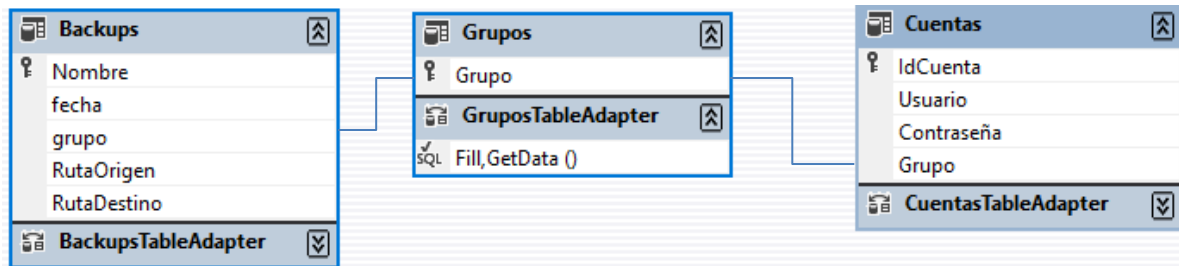 Backups
Nombre
fecha
grupo
RutaOrigen
RutaDestino
BackupsTableAdapter
Grupos
Grupo
GruposTableAdapter
SQL Fill,GetData ()
Cuentas
IdCuenta
Usuario
Contraseña
Grupo
CuentasTableAdapter